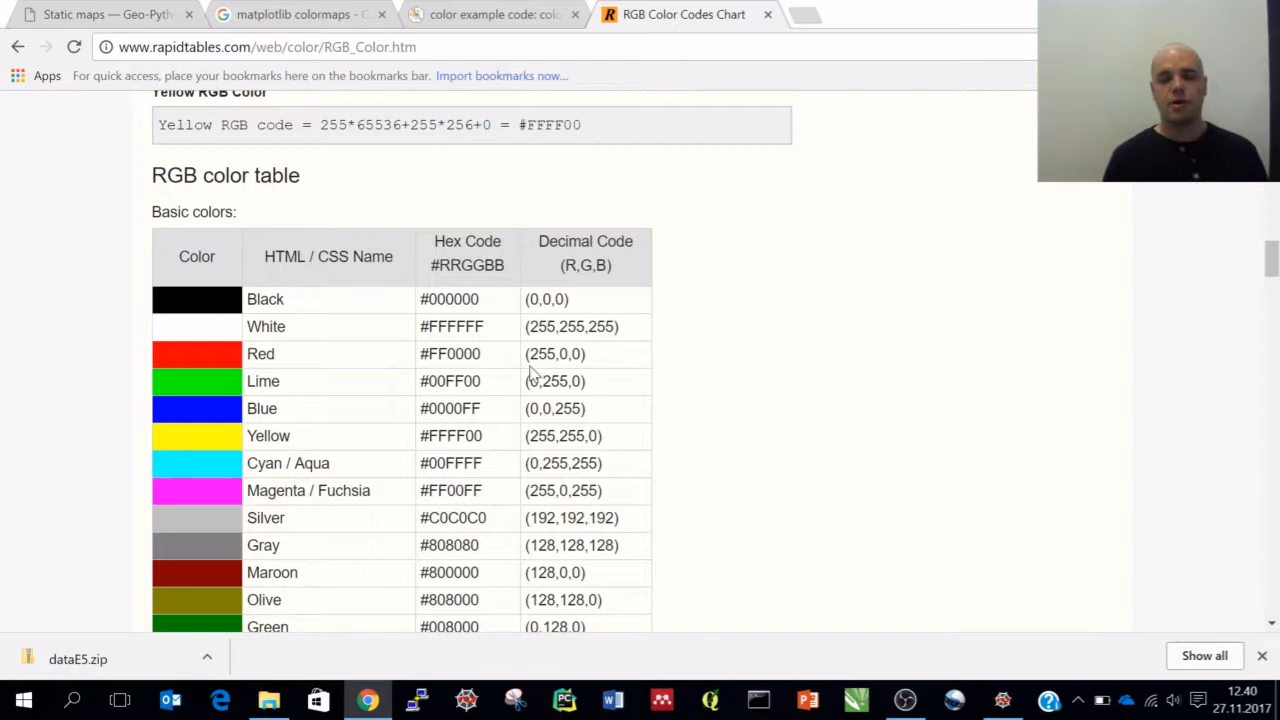 Static maps — Geo-Pyth
matplotlib colormaps - G
color example code: colo
RGB Color Codes Chart
www.rapidtables.com/web/color/RGB_Color.htm
Apps
For quick access, place your bookmarks here on the bookmarks bar.
Import bookmarks now...
Yellow RGB Color
Yellow RGB code = 255*65536+255*256+0 = #FFFF00
RGB color table
Basic colors:
Color
HTML / CSS Name
Hex Code
#RRGGBB
Decimal Code
(R,G,B)
Black #000000 (0,0,0)
White #FFFFFF (255,255,255)
Red #FF0000 (255,0,0)
Lime #00FF00 (0,255,0)
Blue #0000FF (0,0,255)
Yellow #FFFF00 (255,255,0)
Cyan / Aqua #00FFFF (0,255,255)
Magenta / Fuchsia #FF00FF (255,0,255)
Silver #C0C0C0 (192,192,192)
Gray #808080 (128,128,128)
Maroon #800000 (128,0,0)
Olive #808000 (128,128,0)
Green #008000 (0,128,0)
dataE5.zip
Show all
12.40
27.11.2017